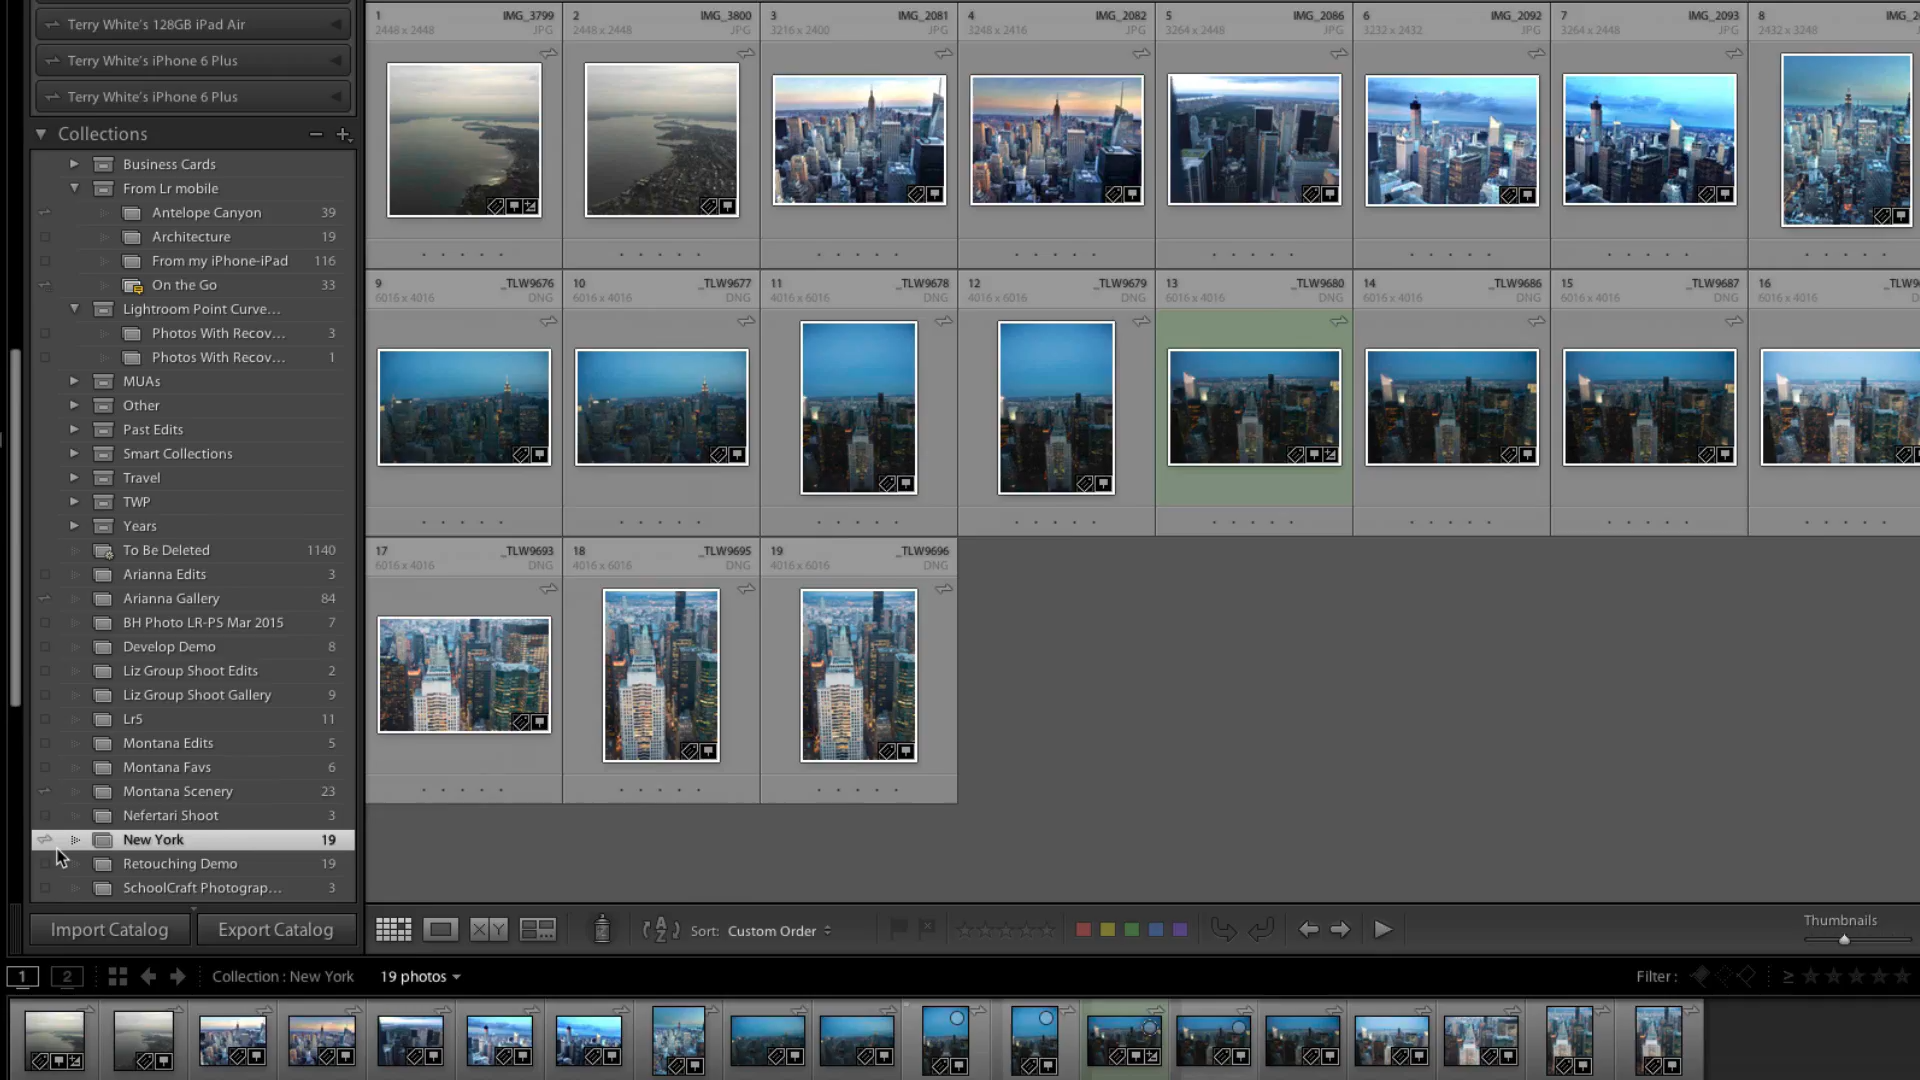 Terry White's 128GB iPad Air
Terry White's iPhone 6 Plus
Terry White's iPhone 6 Plus
Collections
Business Cards
From Lr mobile
Antelope Canyon 39
Architecture 19
From my iPhone-iPad 116
On the Go 33
Lightroom Point Curve...
Photos With Recov... 3
Photos With Recov... 1
MUAs
Other
Past Edits
Smart Collections
Travel
TWP
Years
To Be Deleted 1140
Arianna Edits 3
Arianna Gallery 84
BH Photo LR-PS Mar 2015 7
Develop Demo 8
Liz Group Shoot Edits 2
Liz Group Shoot Gallery 9
Lr5 11
Montana Edits 5
Montana Favs 6
Montana Scenery 23
Nefertari Shoot 3
New York 19
Retouching Demo 19
SchoolCraft Photograp... 3
Import Catalog Export Catalog
1 IMG_3799 2 IMG_3800 3 IMG_2081 4 IMG_2082 5 IMG_2086 6 IMG_2092 7 IMG_2093 8 IMG_2
2448 x 2448 JPG 2448 x 2448 JPG 3216 x 2400 JPG 3248 x 2416 JPG 3264 x 2448 JPG 3232 x 2432 JPG 3264 x 2448 JPG 2432 x 3248
9 _TLW9676 10 _TLW9677 11 _TLW9678 12 _TLW9679 13 _TLW9680 14 _TLW9686 15 _TLW9687 16 _TLW9
6016 x 4016 DNG 6016 x 4016 DNG 4016 x 6016 DNG 4016 x 6016 DNG 6016 x 4016 DNG 6016 x 4016 DNG 6016 x 4016 DNG 6016 x 4016
17 _TLW9693 18 _TLW9695 19 _TLW9696
6016 x 4016 DNG 4016 x 6016 DNG 4016 x 6016 DNG
X Y A Z Sort: Custom Order Thumbnails
1 2 Collection : New York 19 photos Filter : ≥